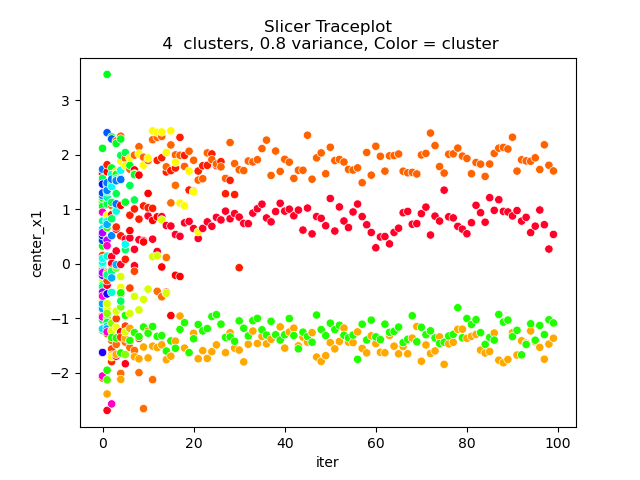 Slicer Traceplot
4 clusters, 0.8 variance, Color = cluster
3
2
1
0
−1
−2
center_x1
0 20 40 60 80 100
iter